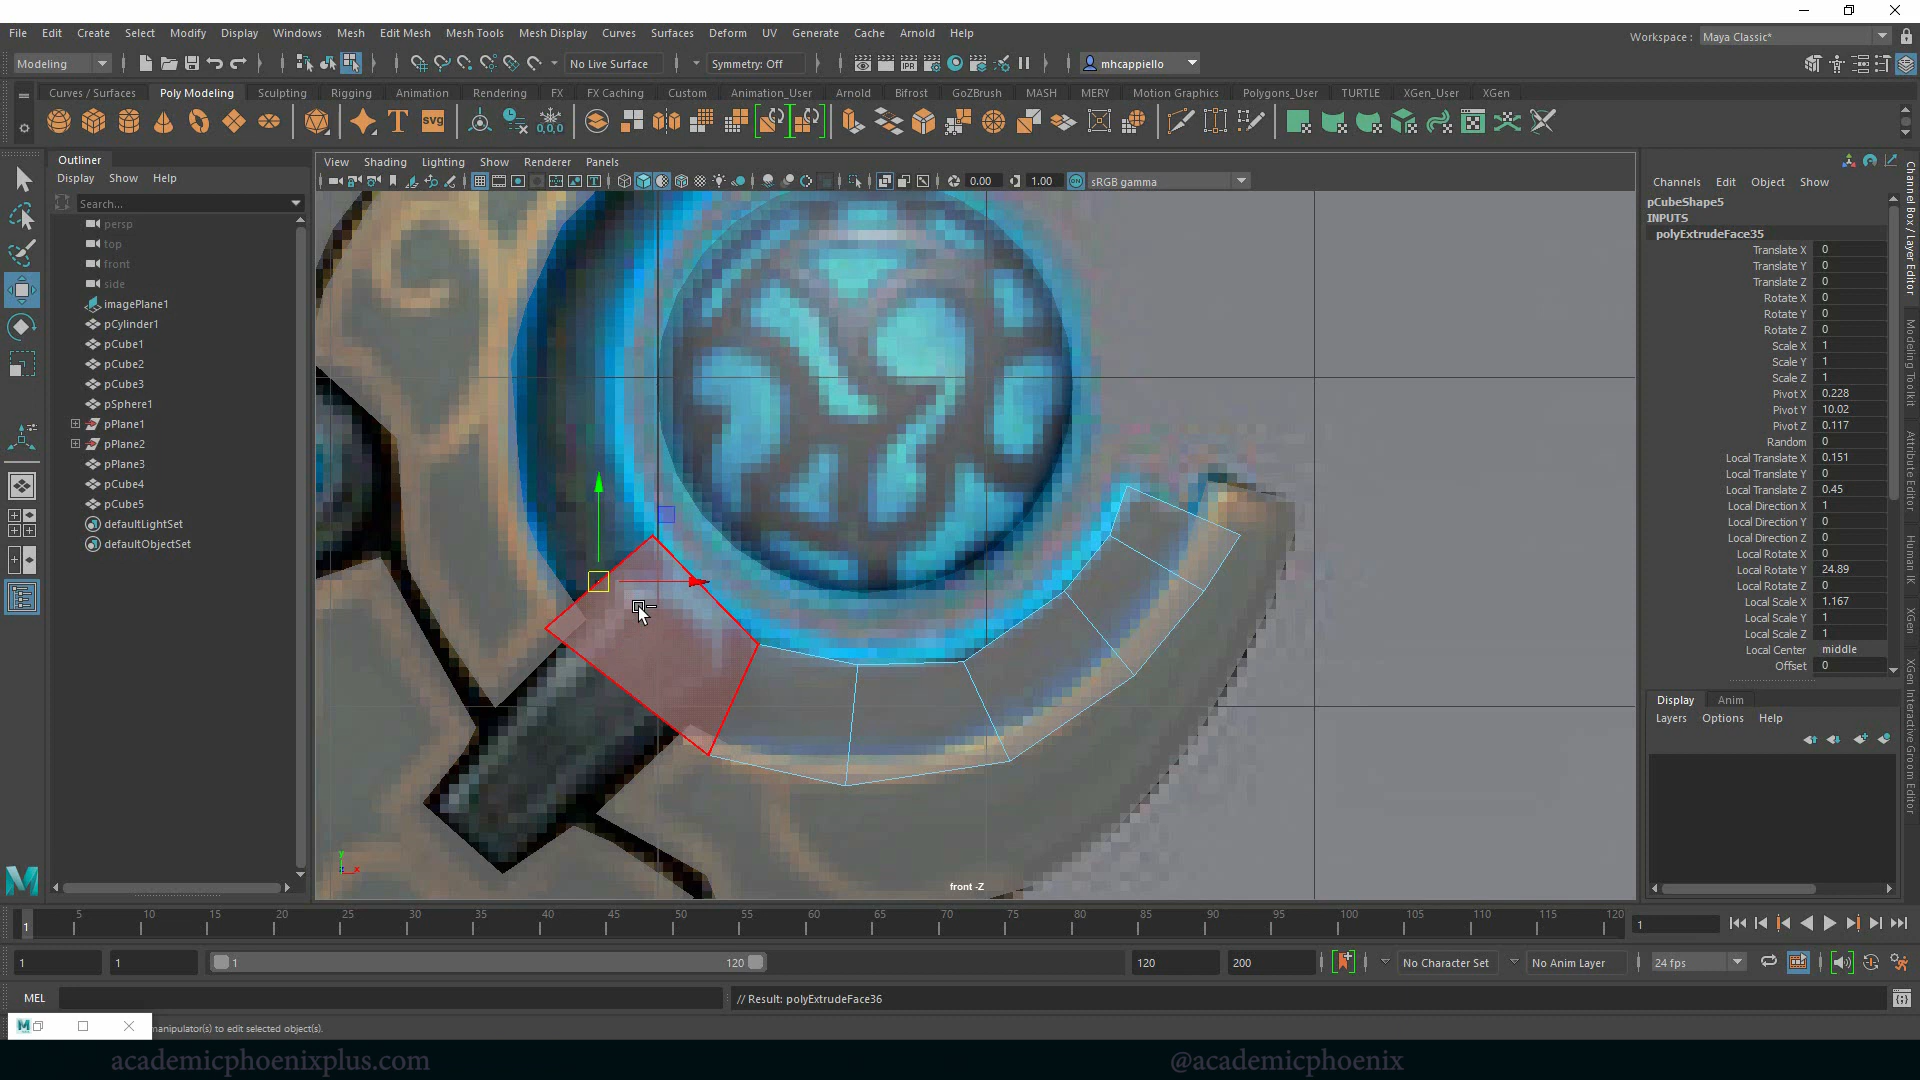 File Edit Create Select Modify Display Windows Mesh Edit Mesh Mesh Tools Mesh Display Curves Surfaces Deform UV Generate Cache Arnold Help
Workspace : Maya Classic*
Modeling
No Live Surface
Symmetry: Off
IPR
mhcappiello
Curves / Surfaces Poly Modeling Sculpting Rigging Animation Rendering FX FX Caching Custom Animation_User Arnold Bifrost GoZBrush MASH MERY Motion Graphics Polygons_User TURTLE XGen_User XGen
T svg 0,0,0
Outliner
Display Show Help
Search...
persp
top
front
side
imagePlane1
pCylinder1
pCube1
pCube2
pCube3
pSphere1
pPlane1
pPlane2
pPlane3
pCube4
pCube5
defaultLightSet
defaultObjectSet
View Shading Lighting Show Renderer Panels
0.00 1.00 sRGB gamma
front -Z
Channels Edit Object Show
pCubeShape5
INPUTS
polyExtrudeFace35
Translate X 0
Translate Y 0
Translate Z 0
Rotate X 0
Rotate Y 0
Rotate Z 0
Scale X 1
Scale Y 1
Scale Z 1
Pivot X 0.228
Pivot Y 10.02
Pivot Z 0.117
Random 0
Local Translate X 0.151
Local Translate Y 0
Local Translate Z 0.45
Local Direction X 1
Local Direction Y 0
Local Direction Z 0
Local Rotate X 0
Local Rotate Y 24.89
Local Rotate Z 0
Local Scale X 1.167
Local Scale Y 1
Local Scale Z 1
Local Center middle
Offset 0
Display Anim
Layers Options Help
Channel Box / Layer Editor
Modeling Toolkit
Attribute Editor
Human IK
XGen
XGen Interactive Groom Editor
1 5 10 15 20 25 30 35 40 45 50 55 60 65 70 75 80 85 90 95 100 105 110 115 120
1
1 1 1 120 120 200 No Character Set No Anim Layer 24 fps
MEL
// Result: polyExtrudeFace36
manipulator(s) to edit selected object(s).
academicphoenixplus.com
@academicphoenix